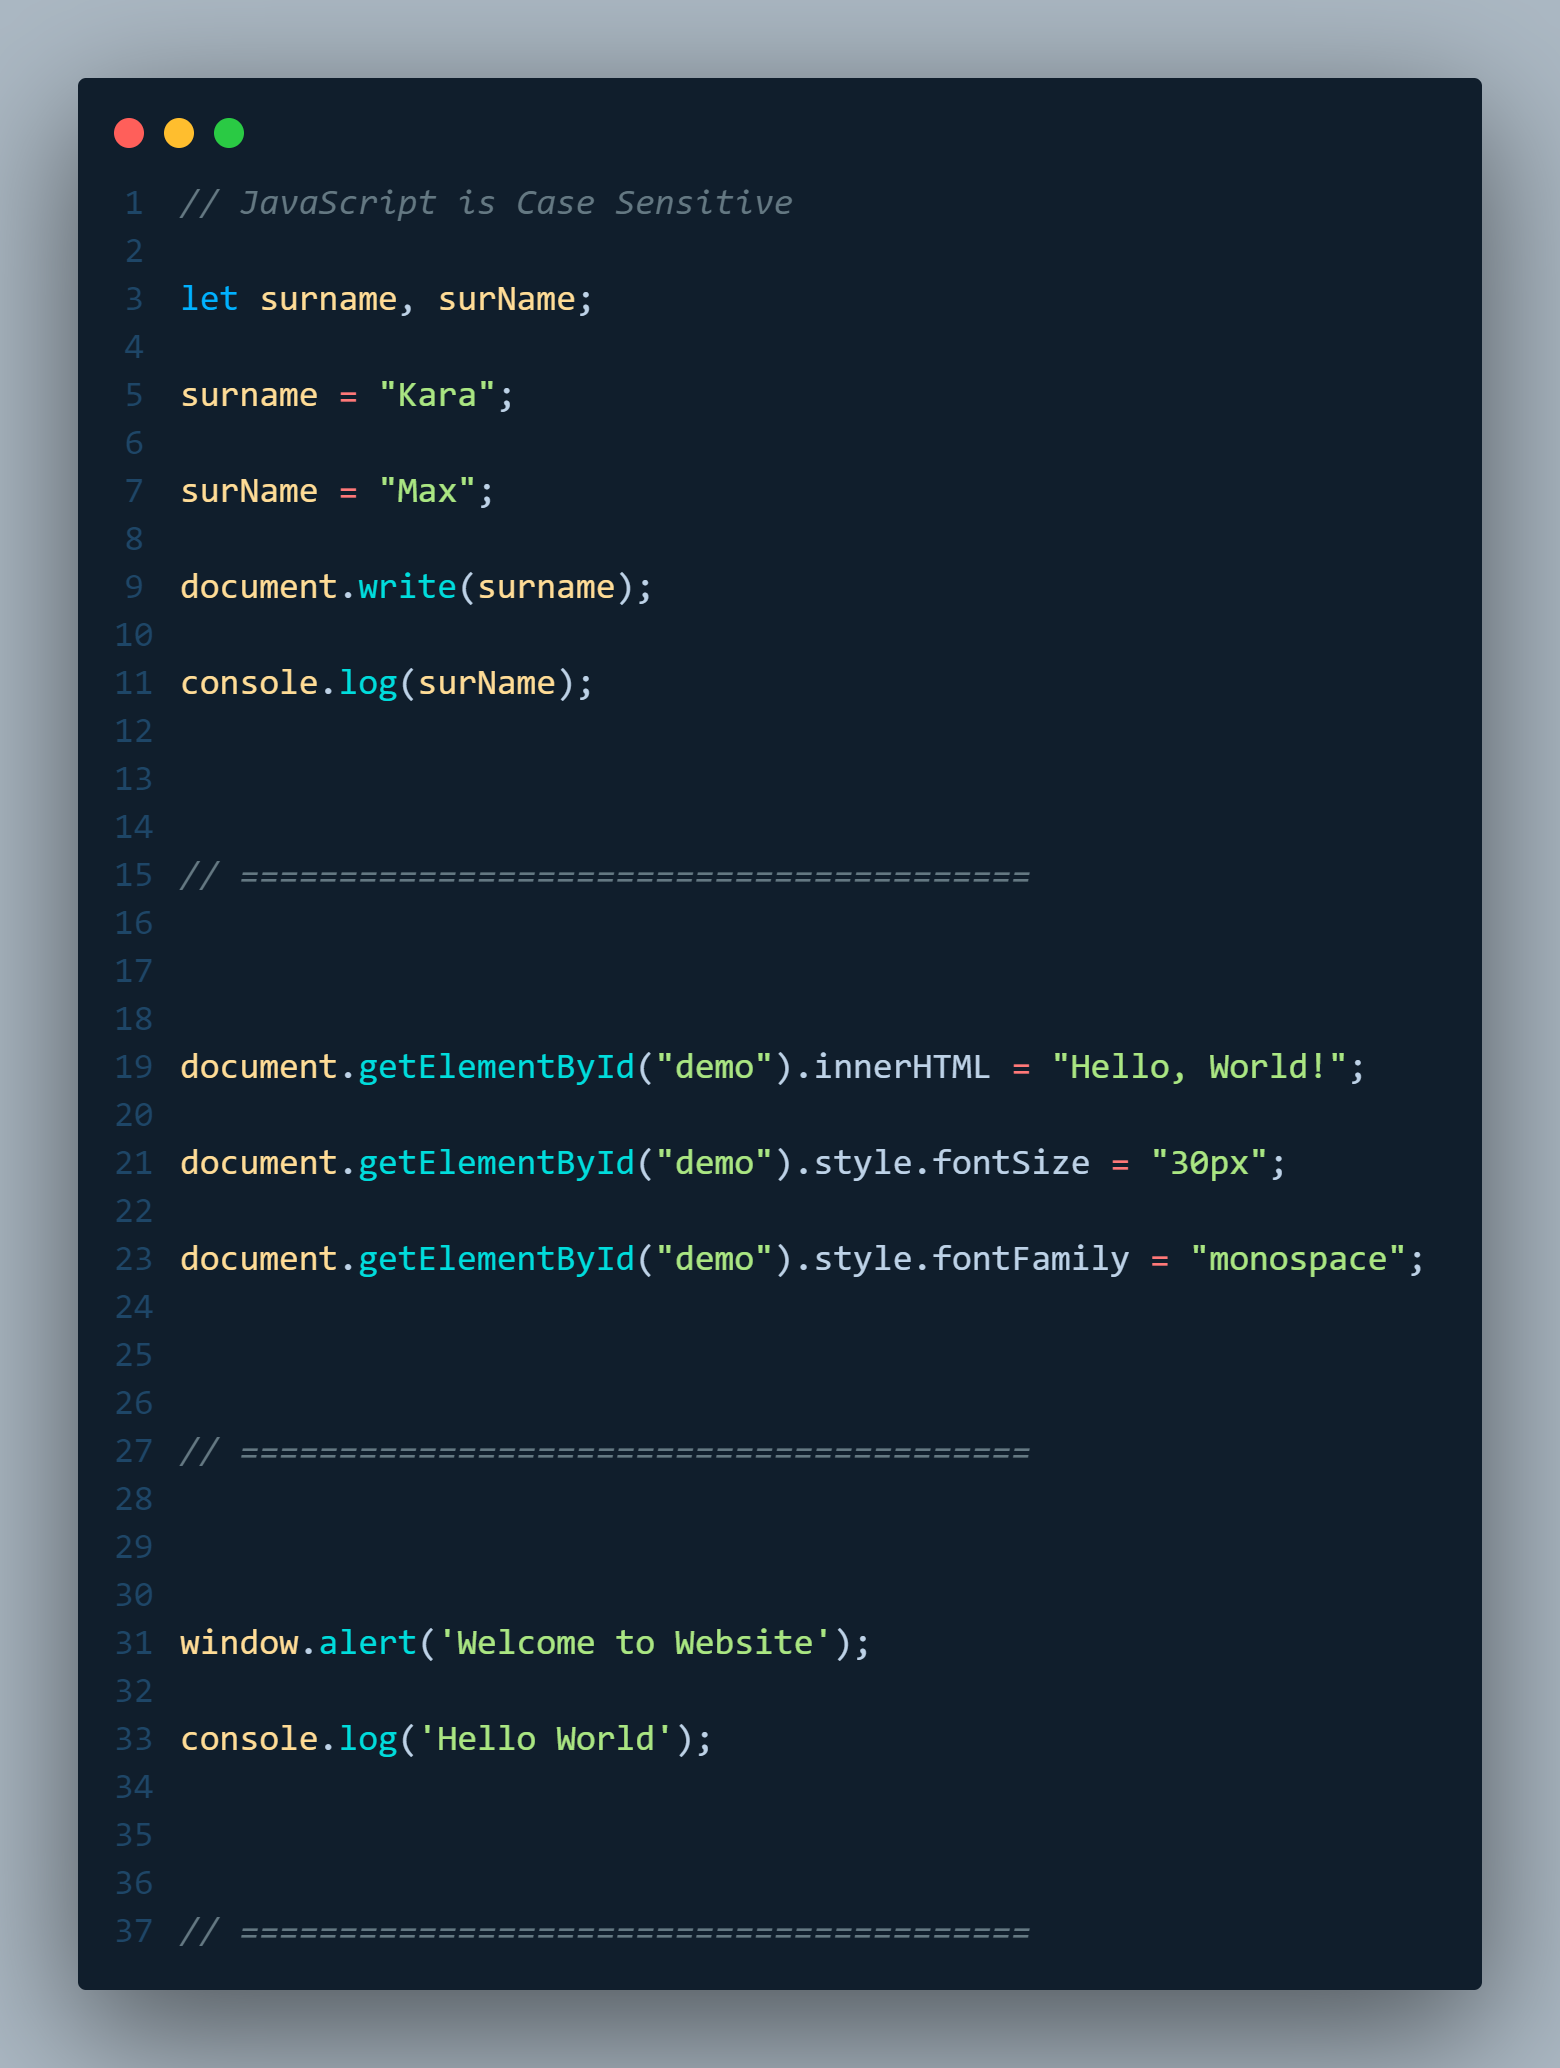 1 // JavaScript is Case Sensitive
2
3 let surname, surName;
4
5 surname = "Kara";
6
7 surName = "Max";
8
9 document.write(surname);
10
11 console.log(surName);
12
13
14
15 // ========================================
16
17
18
19 document.getElementById("demo").innerHTML = "Hello, World!";
20
21 document.getElementById("demo").style.fontSize = "30px";
22
23 document.getElementById("demo").style.fontFamily = "monospace";
24
25
26
27 // ========================================
28
29
30
31 window.alert('Welcome to Website');
32
33 console.log('Hello World');
34
35
36
37 // ========================================